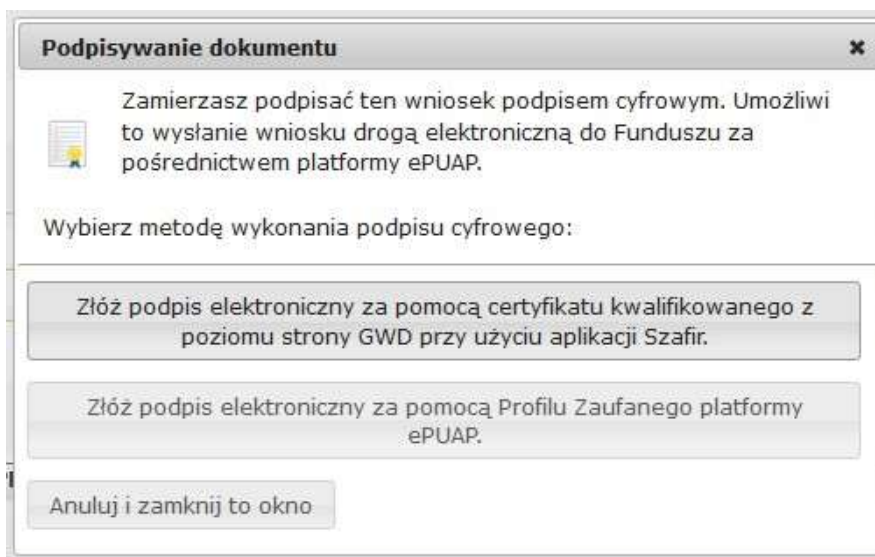 Podpisywanie dokumentu
Zamierzasz podpisać ten wniosek podpisem cyfrowym. Umożliwi
to wysłanie wniosku drogą elektroniczną do Funduszu za
pośrednictwem platformy ePUAP.
Wybierz metodę wykonania podpisu cyfrowego:
Złóż podpis elektroniczny za pomocą certyfikatu kwalifikowanego z
poziomu strony GWD przy użyciu aplikacji Szafir.
Złóż podpis elektroniczny za pomocą Profilu Zaufanego platformy
ePUAP.
Anuluj i zamknij to okno